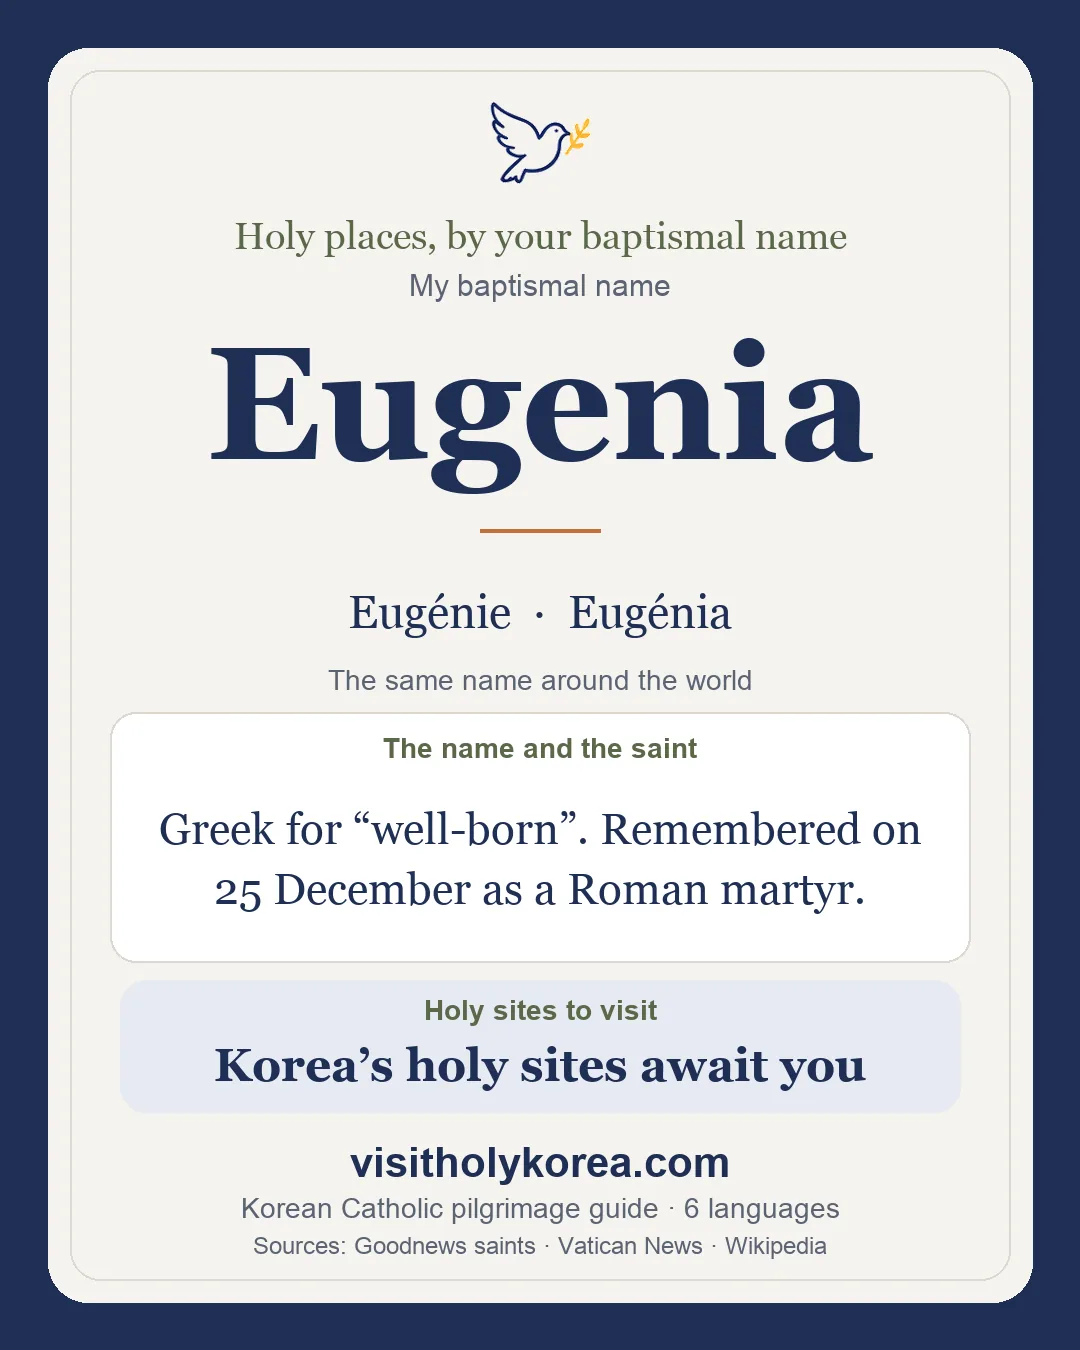 Holy places, by your baptismal name
My baptismal name
Eugenia
Eugénie · Eugénia
The same name around the world
The name and the saint
Greek for “well-born”. Remembered on
25 December as a Roman martyr.
Holy sites to visit
Korea’s holy sites await you
visitholykorea.com
Korean Catholic pilgrimage guide · 6 languages
Sources: Goodnews saints · Vatican News · Wikipedia